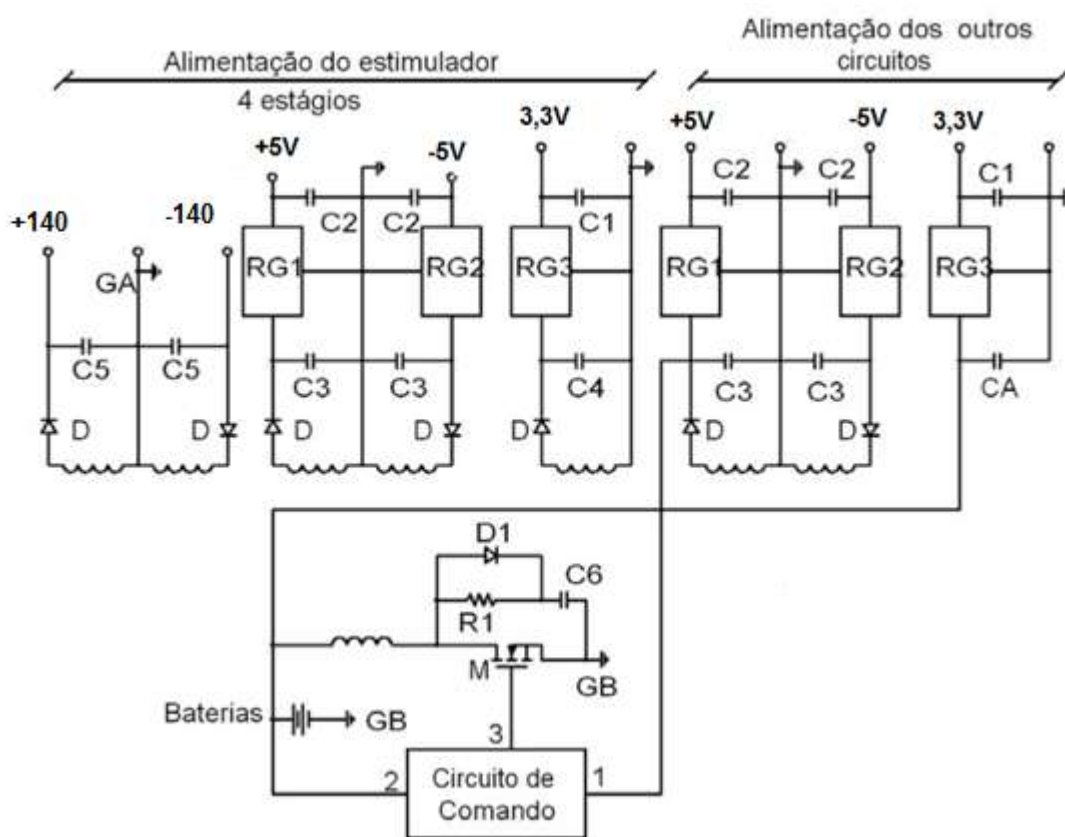 Alimentação do estimulador
4 estágios
Alimentação dos outros
circuitos
+140
-140
+5V
-5V
3,3V
+5V
-5V
3,3V
GA
C2
C2
C1
C2
C2
C1
RG1
RG2
RG3
RG1
RG2
RG3
C5
C5
C3
C3
C4
C3
C3
CA
D
D
D
D
D
D
D
D1
C6
R1
M
GB
Baterias
GB
3
2
1
Circuito de
Comando